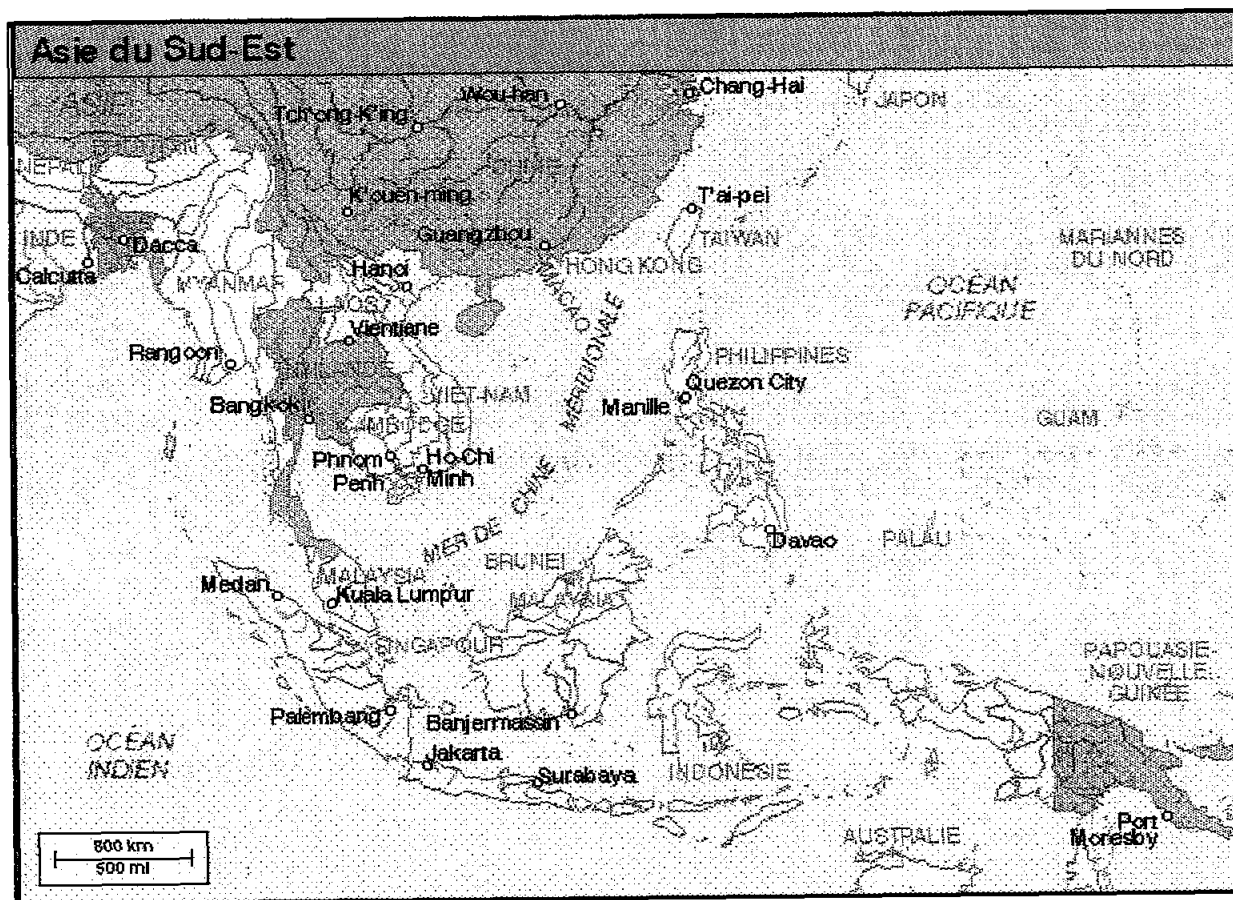 Asie du Sud-Est
ASIE
Wou-han
Chang-Hai
JAPON
Tch'ong-K'ing
CHINE
NÉPAL
K'ouen-ming
T'ai-pei
INDE
Dacca
Guangzhou
TAIWAN
MARIANNES
DU NORD
Calcutta
MYANMAR
Hanoi
HONG KONG
MACAO
OCÉAN
PACIFIQUE
LAOS
Vientiane
Rangoon
PHILIPPINES
Quezon City
VIET-NAM
Manille
Bangkok
CAMBODGE
GUAM
Phnom
Penh
Ho-Chi
Minh
MER DE CHINE MÉRIDIONALE
Davao
PALAU
BRUNEI
Medan
MALAYSIA
Kuala Lumpur
MALAYSIA
SINGAPOUR
PAPOUASIE-
NOUVELLE-
GUINÉE
Palembang
Banjermassin
OCÉAN
INDIEN
Jakarta
Surabaya
INDONÉSIE
800 km
500 mi
AUSTRALIE
Port
Moresby